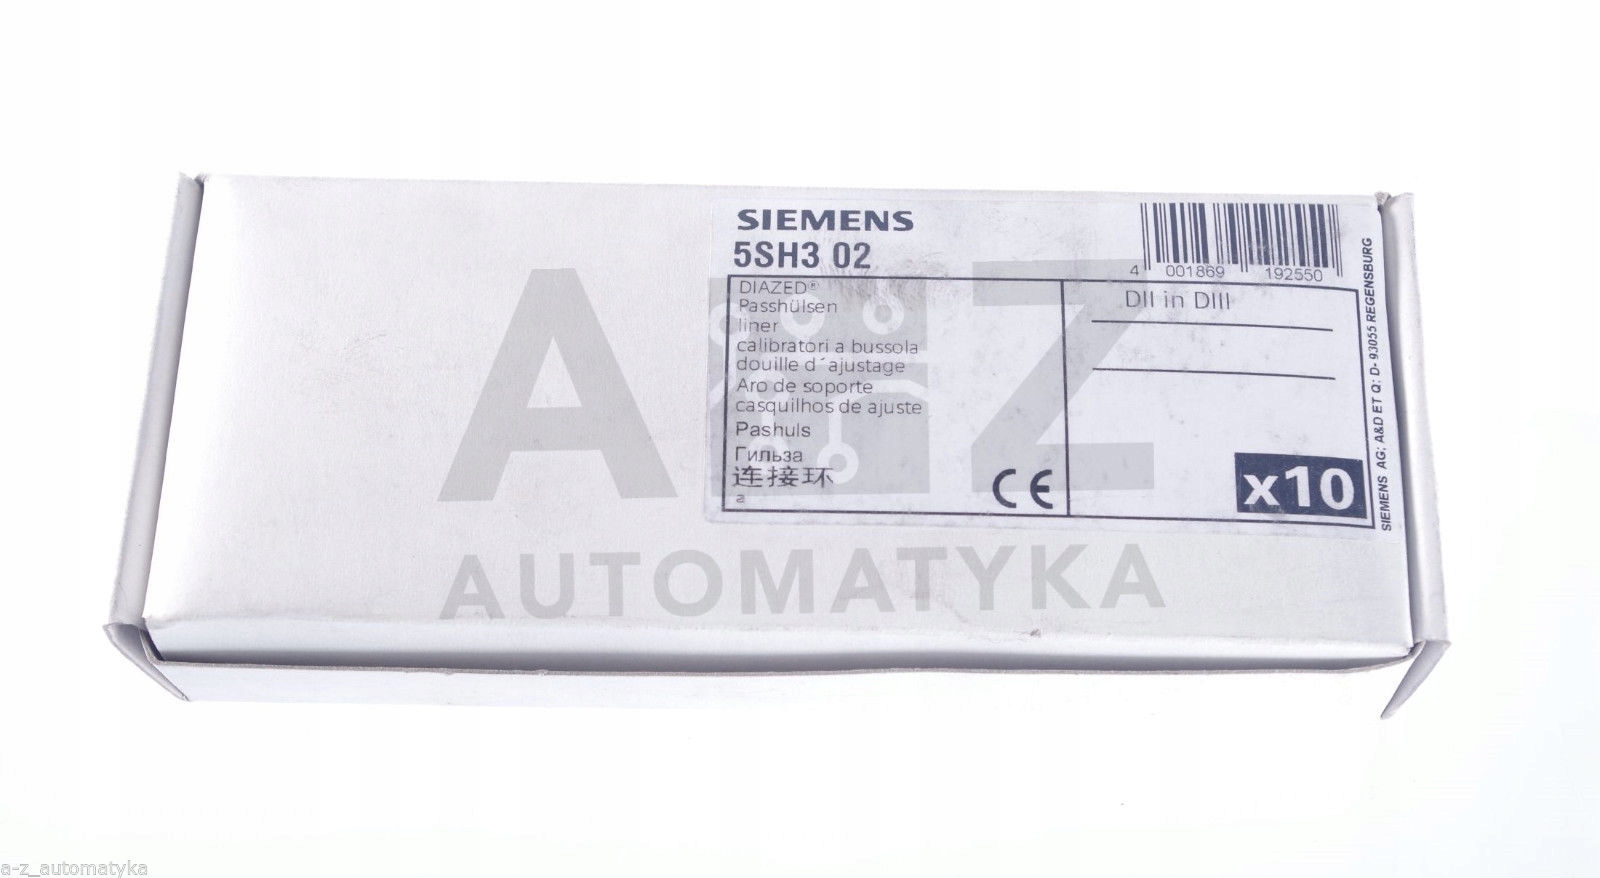 SIEMENS
5SH3 02
4 001869 192550
DIAZED®
Passhülsen
liner
calibratori a bussola
douille d´ajustage
Aro de soporte
casquilhos de ajuste
Pashuls
Гильза
连接环
a
CE
DII in DIII
x10
SIEMENS AG; A&D ET Q; D- 93055 REGENSBURG
A-Z
AUTOMATYKA
a-z_automatyka